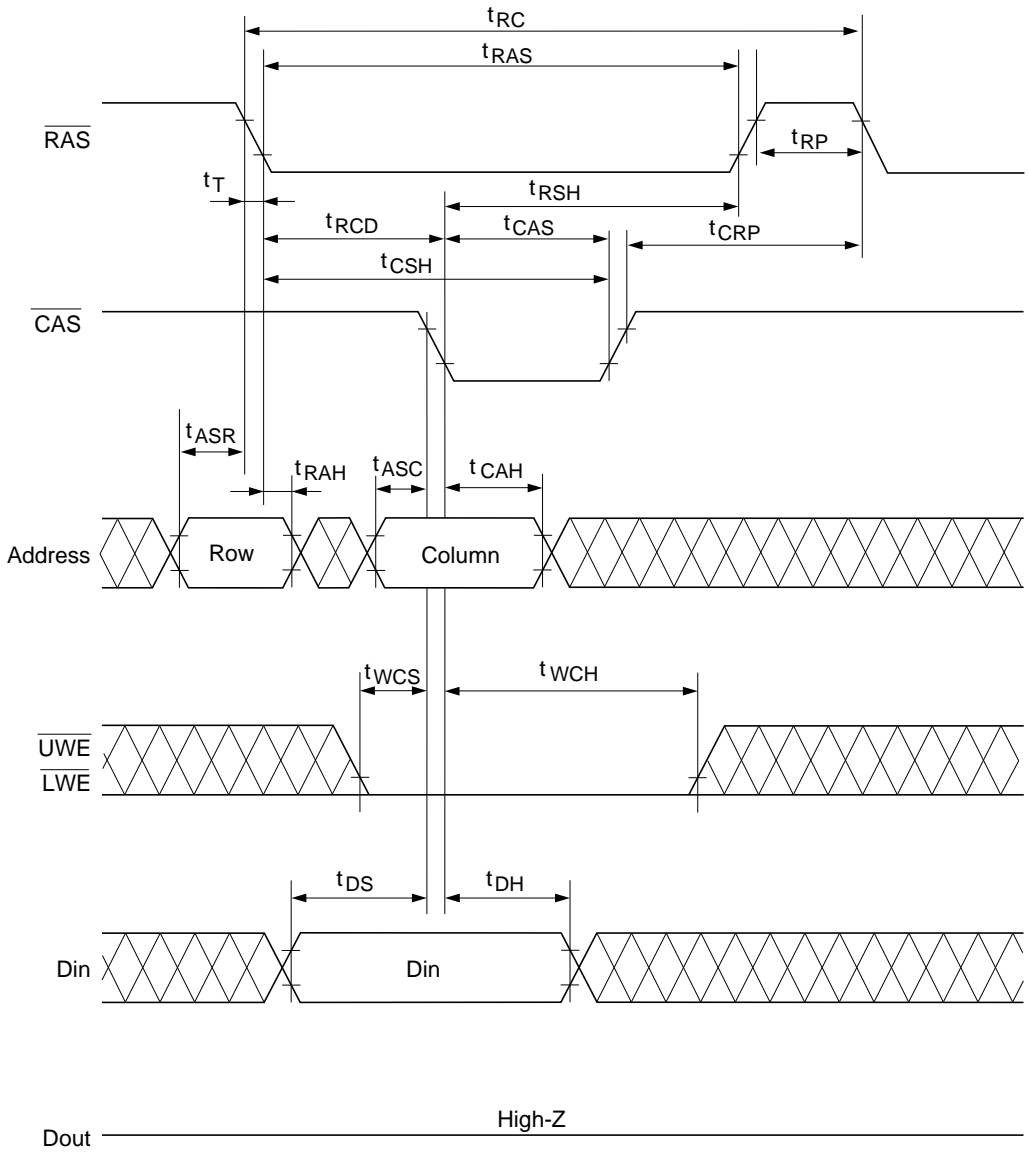 tRC
tRAS
RAS
tRP
tT
tRSH
tRCD
tCAS
tCRP
tCSH
CAS
tASR
tRAH
tASC
tCAH
Address
Row
Column
tWCS
tWCH
UWE
LWE
tDS
tDH
Din
Din
High-Z
Dout